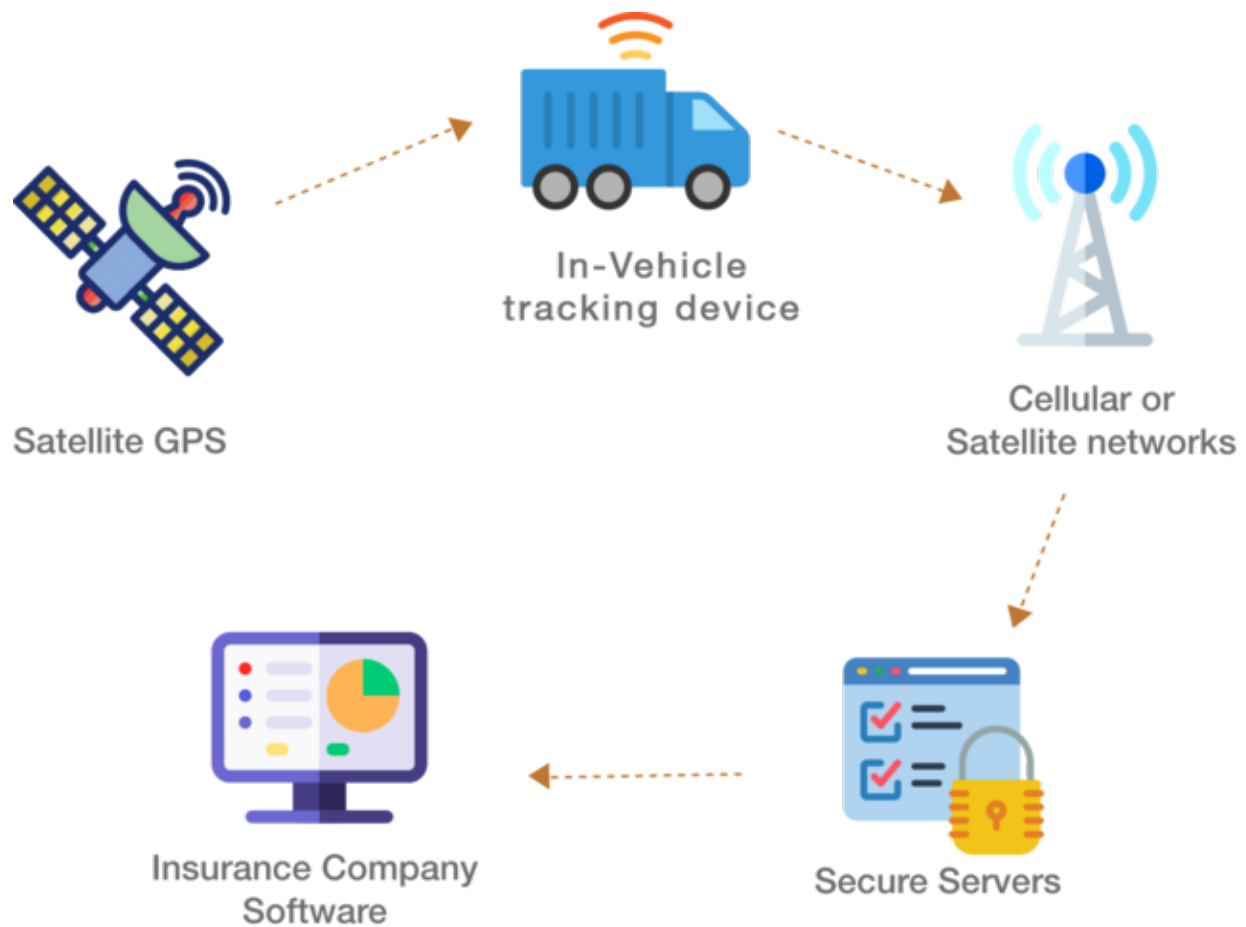 In-Vehicle
tracking device
Satellite GPS
Cellular or
Satellite networks
Insurance Company
Software
Secure Servers